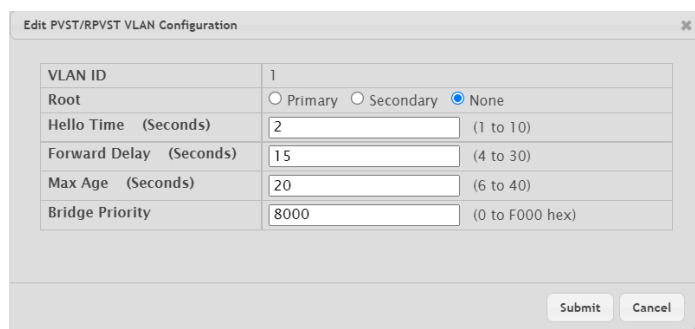 Edit PVST/RPVST VLAN Configuration
VLAN ID 1
Root Primary Secondary None
Hello Time (Seconds) 2 (1 to 10)
Forward Delay (Seconds) 15 (4 to 30)
Max Age (Seconds) 20 (6 to 40)
Bridge Priority 8000 (0 to F000 hex)
Submit Cancel